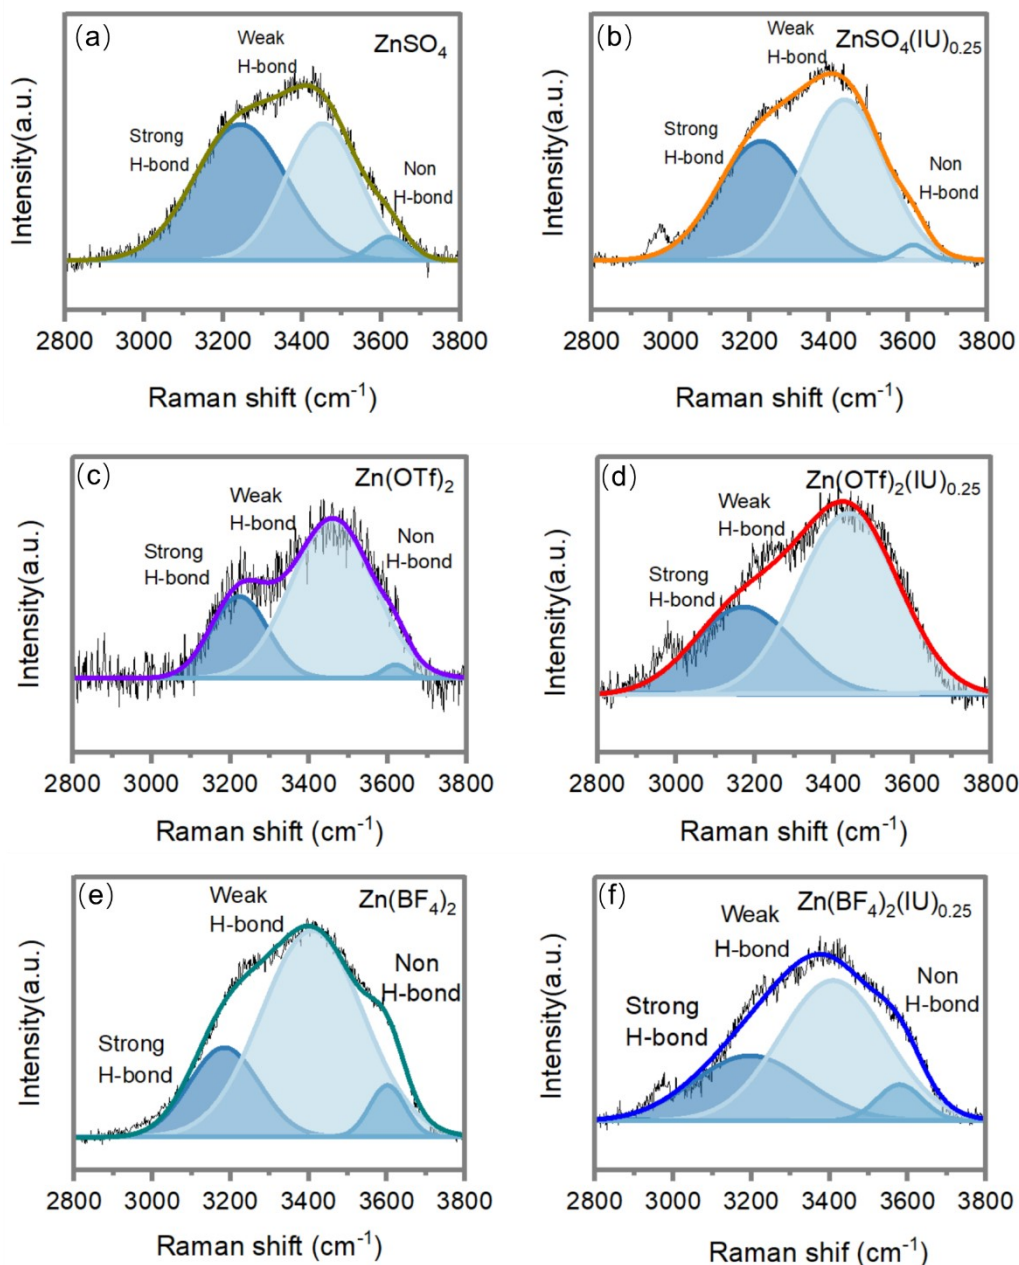 (a)
Weak
H-bond
ZnSO₄
Strong
H-bond
Non
H-bond
Intensity(a.u.)
2800 3000 3200 3400 3600 3800
Raman shift (cm⁻¹)
(b)
Weak
H-bond
ZnSO₄(IU)₀.₂₅
Strong
H-bond
Non
H-bond
Intensity(a.u.)
2800 3000 3200 3400 3600 3800
Raman shift (cm⁻¹)
(c)
Weak
H-bond
Zn(OTf)₂
Strong
H-bond
Non
H-bond
Intensity(a.u.)
2800 3000 3200 3400 3600 3800
Raman shift (cm⁻¹)
(d)
Weak
H-bond
Zn(OTf)₂(IU)₀.₂₅
Strong
H-bond
Intensity(a.u.)
2800 3000 3200 3400 3600 3800
Raman shift (cm⁻¹)
(e)
Weak
H-bond
Zn(BF₄)₂
Strong
H-bond
Non
H-bond
Intensity(a.u.)
2800 3000 3200 3400 3600 3800
Raman shift (cm⁻¹)
(f)
Weak
H-bond
Zn(BF₄)₂(IU)₀.₂₅
Strong
H-bond
Non
H-bond
Intensity(a.u.)
2800 3000 3200 3400 3600 3800
Raman shif (cm⁻¹)